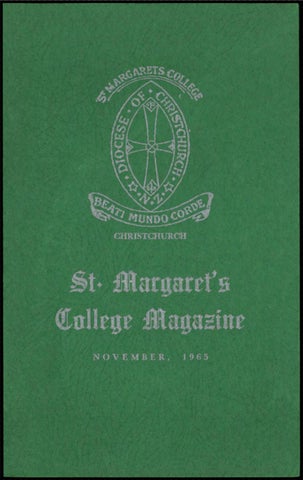 ST MARGARETS COLLEGE
DIOCESE · OF · CHRISTCHURCH
· N.Z. ·
BEATI MUNDO CORDE
CHRISTCHURCH
St. Margaret's
College Magazine
NOVEMBER, 1965